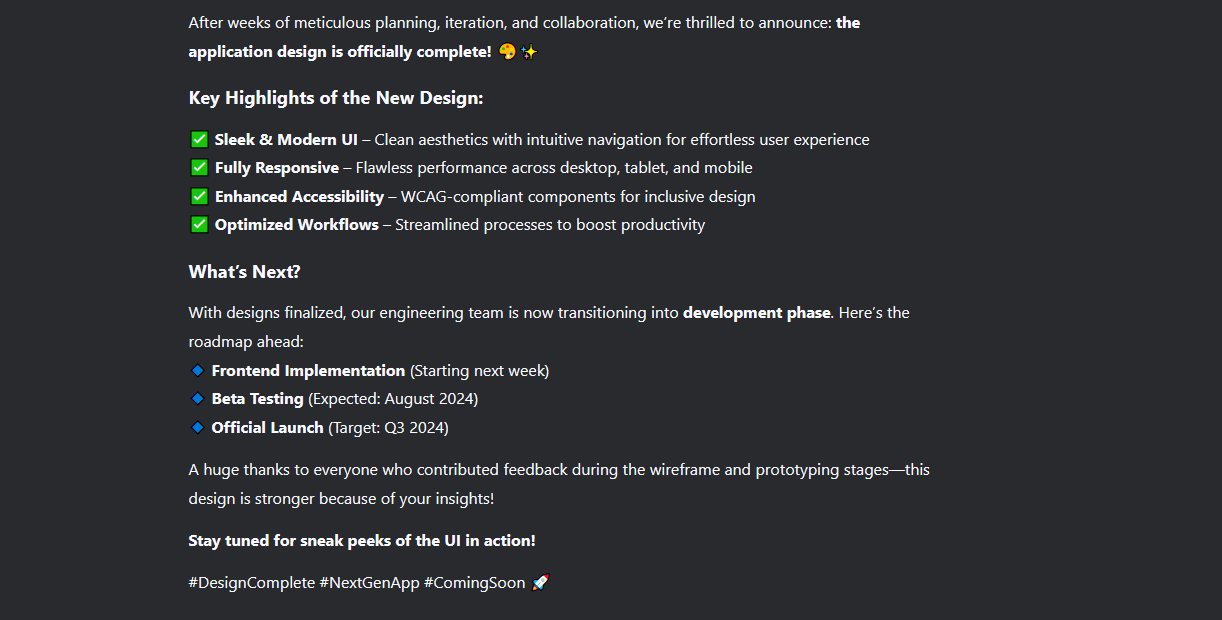 After weeks of meticulous planning, iteration, and collaboration, we’re thrilled to announce: the
application design is officially complete! 🎨✨
Key Highlights of the New Design:
✅ Sleek & Modern UI – Clean aesthetics with intuitive navigation for effortless user experience
✅ Fully Responsive – Flawless performance across desktop, tablet, and mobile
✅ Enhanced Accessibility – WCAG-compliant components for inclusive design
✅ Optimized Workflows – Streamlined processes to boost productivity
What’s Next?
With designs finalized, our engineering team is now transitioning into development phase. Here’s the
roadmap ahead:
🔹 Frontend Implementation (Starting next week)
🔹 Beta Testing (Expected: August 2024)
🔹 Official Launch (Target: Q3 2024)
A huge thanks to everyone who contributed feedback during the wireframe and prototyping stages—this
design is stronger because of your insights!
Stay tuned for sneak peeks of the UI in action!
#DesignComplete #NextGenApp #ComingSoon 🚀